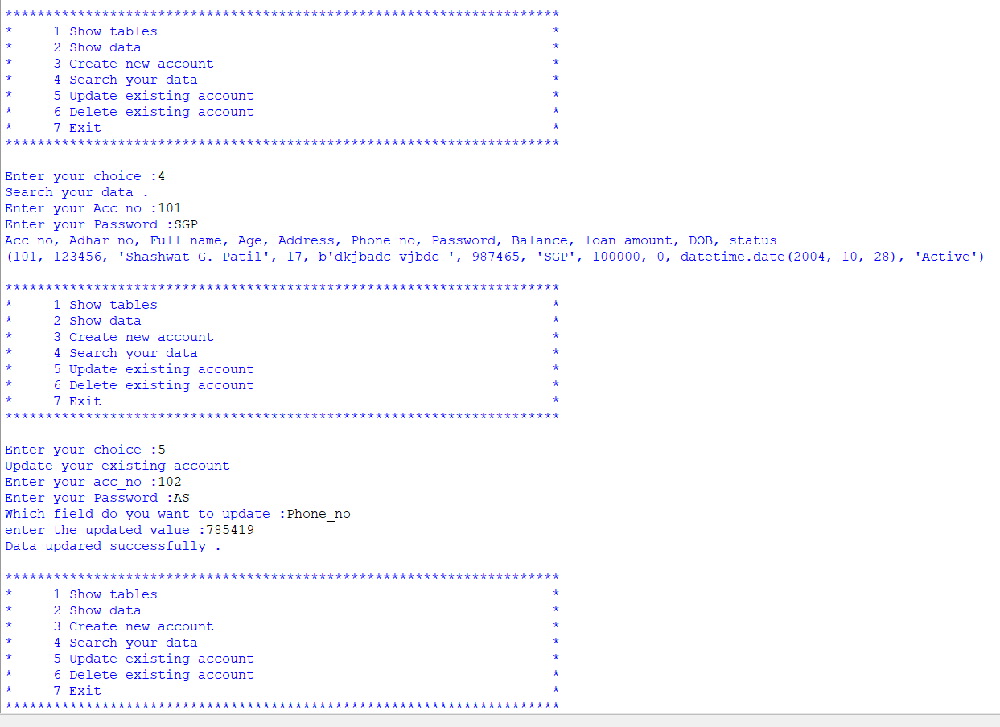 *********************************************************************
* 1 Show tables *
* 2 Show data *
* 3 Create new account *
* 4 Search your data *
* 5 Update existing account *
* 6 Delete existing account *
* 7 Exit *
*********************************************************************
Enter your choice :4
Search your data .
Enter your Acc_no :101
Enter your Password :SGP
Acc_no, Adhar_no, Full_name, Age, Address, Phone_no, Password, Balance, loan_amount, DOB, status
(101, 123456, 'Shashwat G. Patil', 17, b'dkjbadc vjbdc ', 987465, 'SGP', 100000, 0, datetime.date(2004, 10, 28), 'Active')
*********************************************************************
* 1 Show tables *
* 2 Show data *
* 3 Create new account *
* 4 Search your data *
* 5 Update existing account *
* 6 Delete existing account *
* 7 Exit *
*********************************************************************
Enter your choice :5
Update your existing account
Enter your acc_no :102
Enter your Password :AS
Which field do you want to update :Phone_no
enter the updated value :785419
Data updared successfully .
*********************************************************************
* 1 Show tables *
* 2 Show data *
* 3 Create new account *
* 4 Search your data *
* 5 Update existing account *
* 6 Delete existing account *
* 7 Exit *
*********************************************************************